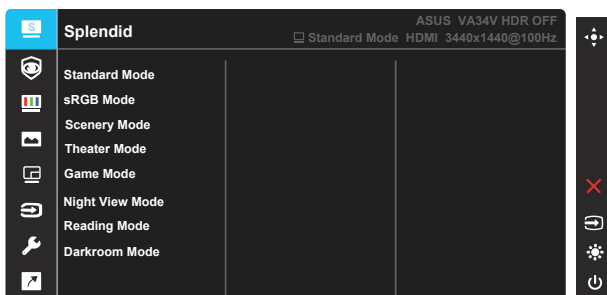 S
Splendid
ASUS VA34V HDR OFF
Standard Mode HDMI 3440x1440@100Hz
Standard Mode
sRGB Mode
Scenery Mode
Theater Mode
Game Mode
Night View Mode
Reading Mode
Darkroom Mode